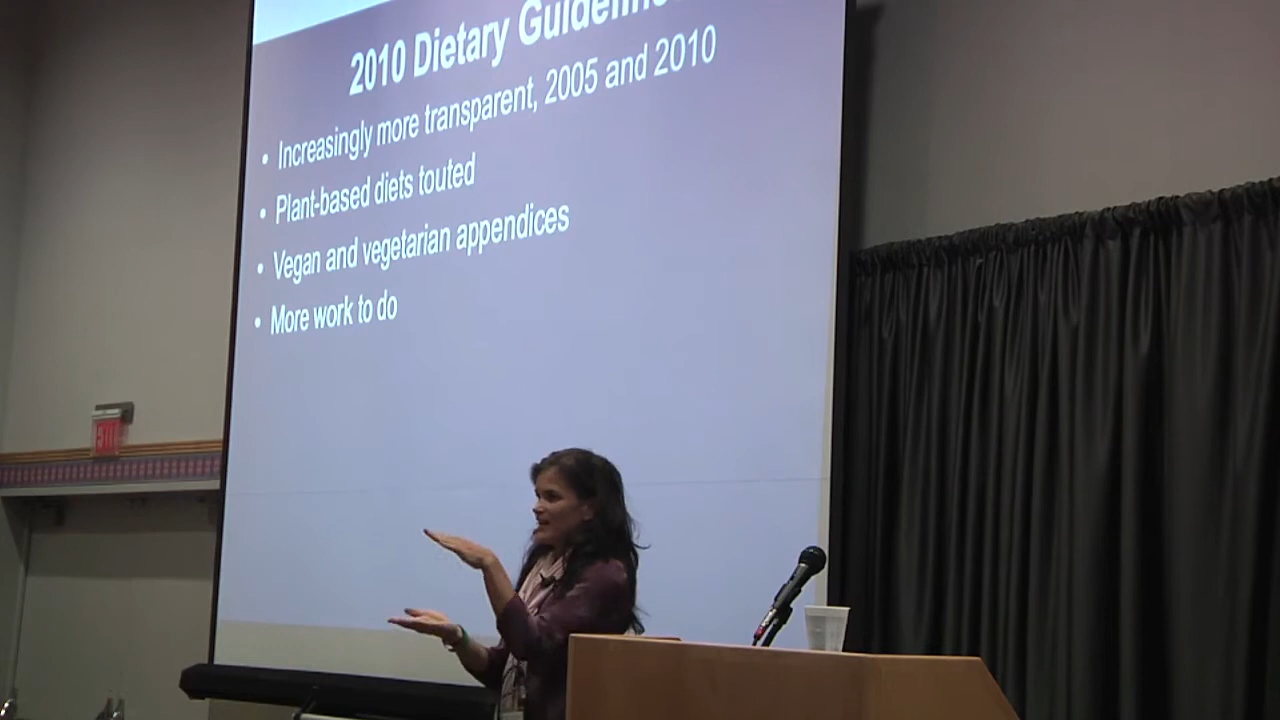 2010 Dietary
• Increasingly more transparent, 2005 and 2010
• Plant-based diets touted
• Vegan and vegetarian appendices
• More work to do
EXIT